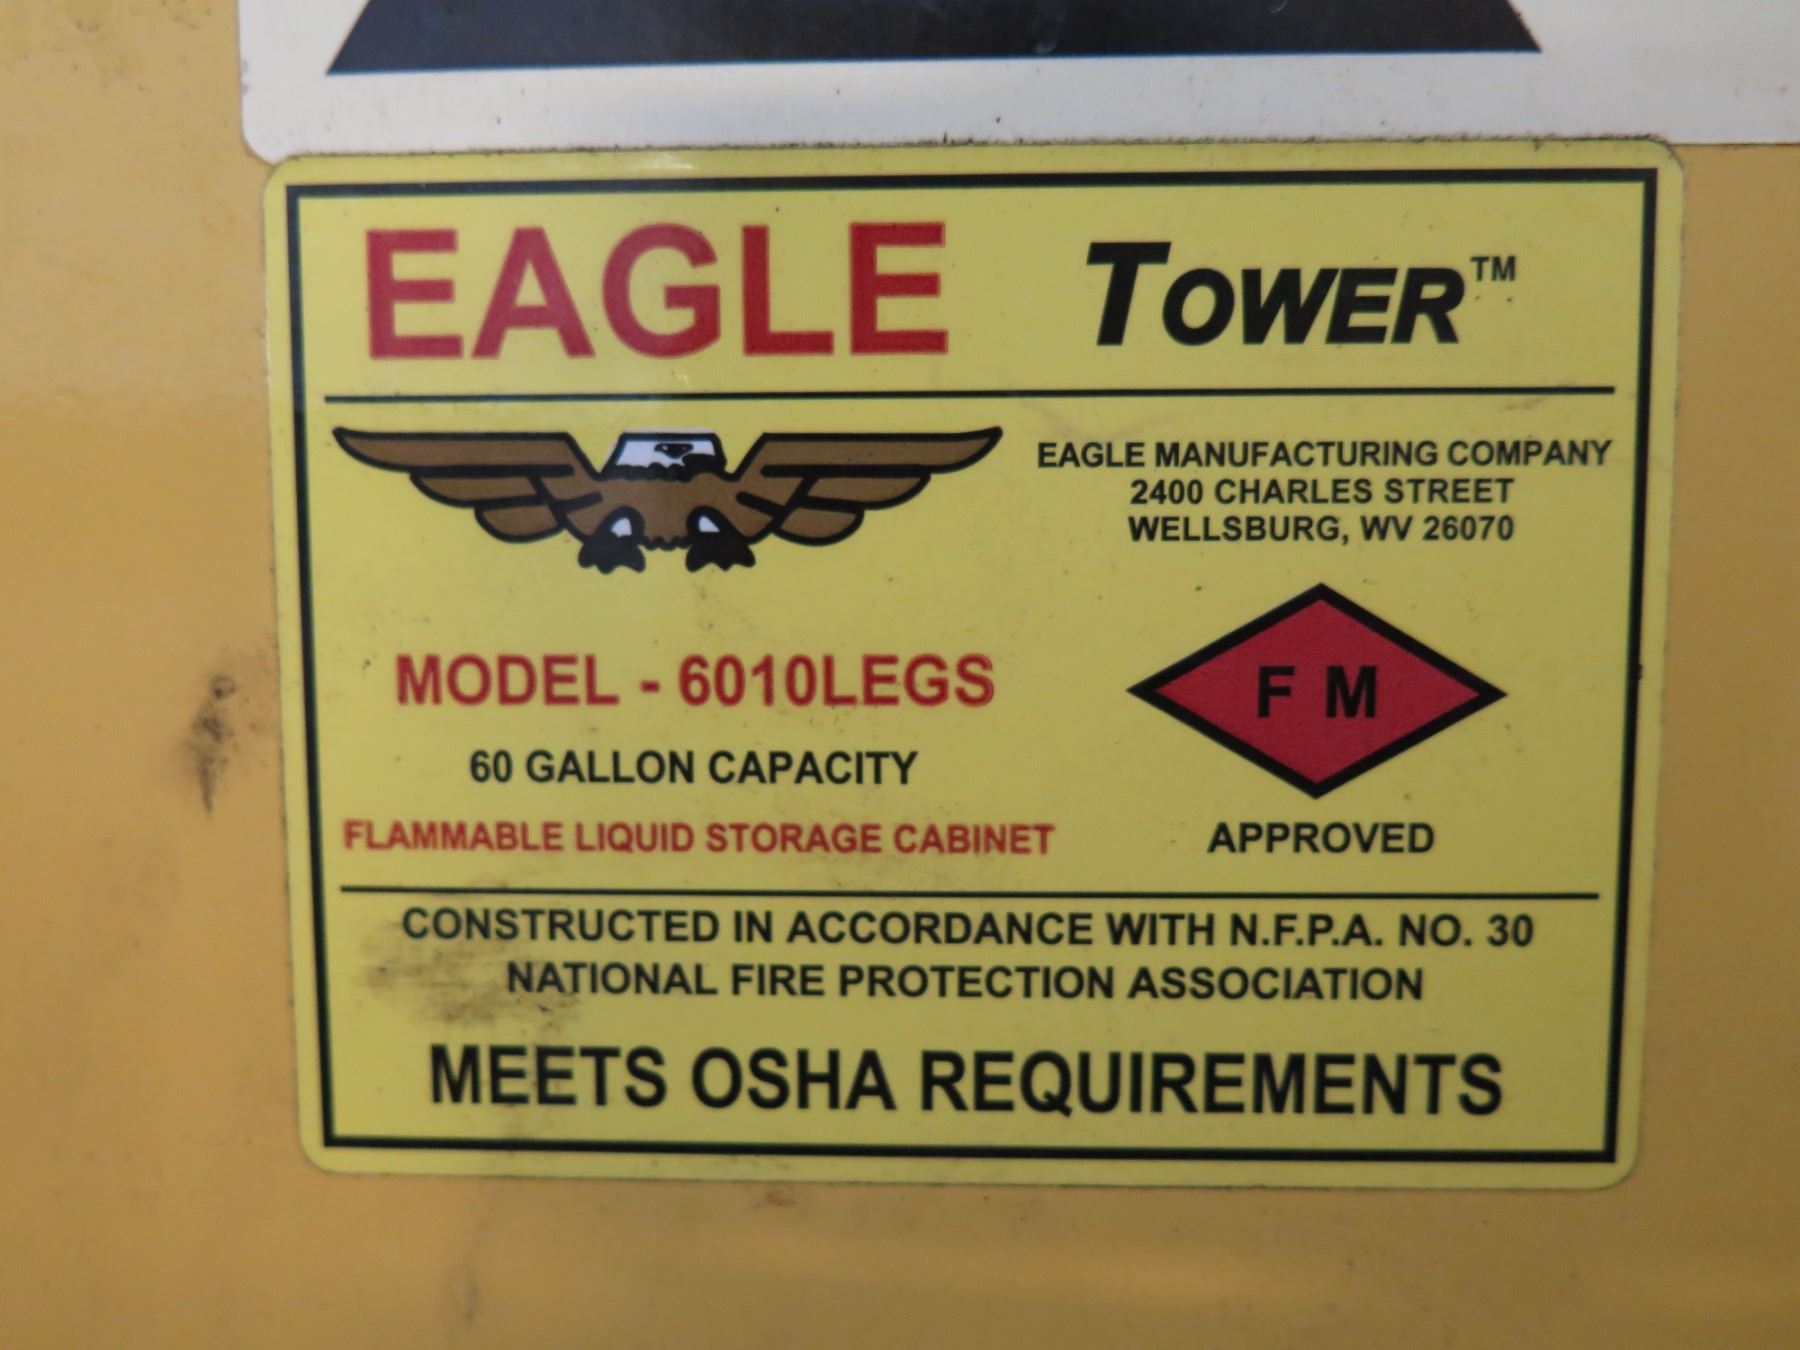 EAGLE TOWER™
EAGLE MANUFACTURING COMPANY
2400 CHARLES STREET
WELLSBURG, WV 26070
MODEL - 6010LEGS
60 GALLON CAPACITY
FLAMMABLE LIQUID STORAGE CABINET
F M
APPROVED
CONSTRUCTED IN ACCORDANCE WITH N.F.P.A. NO. 30
NATIONAL FIRE PROTECTION ASSOCIATION
MEETS OSHA REQUIREMENTS